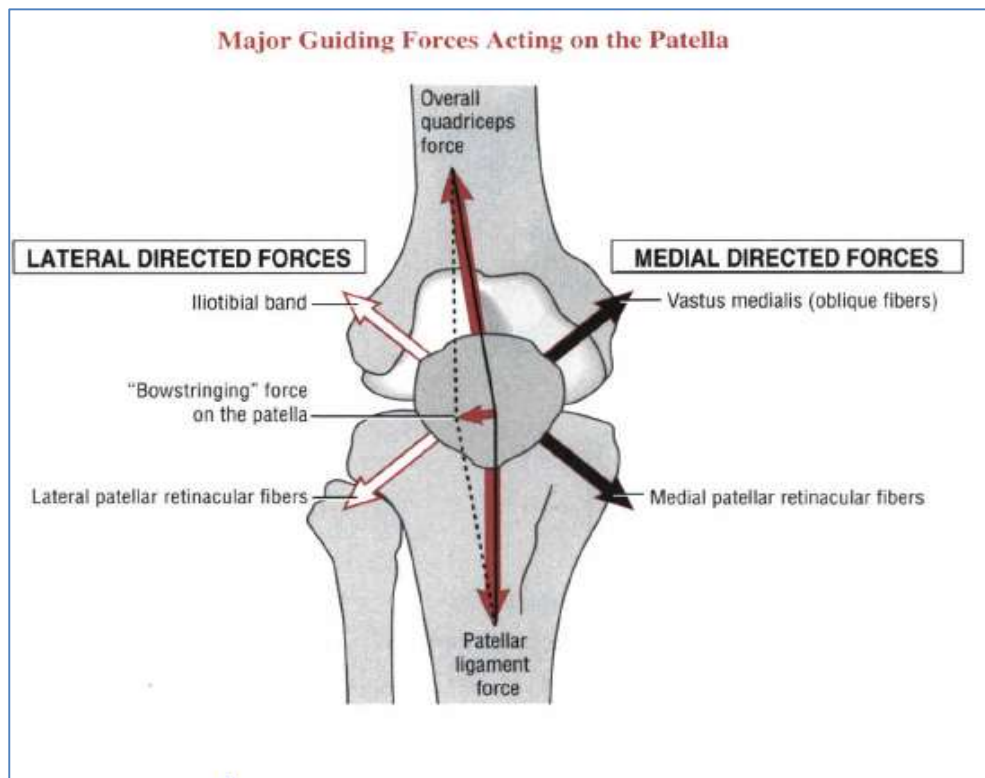 Major Guiding Forces Acting on the Patella
Overall
quadriceps
force
LATERAL DIRECTED FORCES
MEDIAL DIRECTED FORCES
Iliotibial band
Vastus medialis (oblique fibers)
"Bowstringing" force
on the patella
Lateral patellar retinacular fibers
Medial patellar retinacular fibers
Patellar
ligament
force